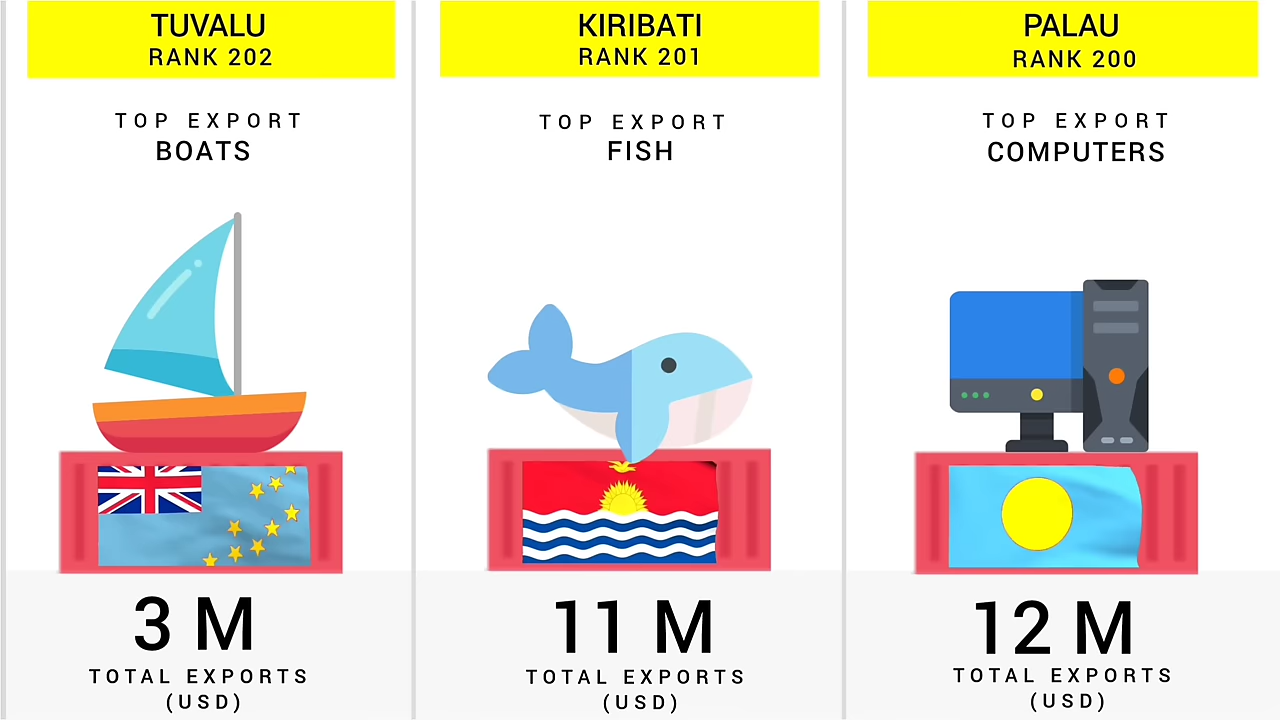 TUVALU
RANK 202
TOP EXPORT
BOATS
3 M
TOTAL EXPORTS
(USD)
KIRIBATI
RANK 201
TOP EXPORT
FISH
11 M
TOTAL EXPORTS
(USD)
PALAU
RANK 200
TOP EXPORT
COMPUTERS
12 M
TOTAL EXPORTS
(USD)